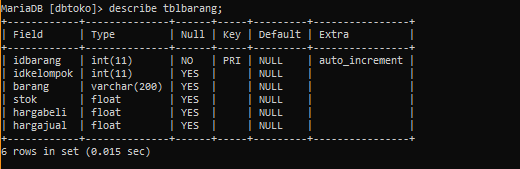 MariaDB [dbtoko]> describe tblbarang;
+------------+--------------+------+-----+---------+----------------+
| Field      | Type         | Null | Key | Default | Extra          |
+------------+--------------+------+-----+---------+----------------+
| idbarang   | int(11)      | NO   | PRI | NULL    | auto_increment |
| idkelompok | int(11)      | YES  |     | NULL    |                |
| barang     | varchar(200) | YES  |     | NULL    |                |
| stok       | float        | YES  |     | NULL    |                |
| hargabeli  | float        | YES  |     | NULL    |                |
| hargajual  | float        | YES  |     | NULL    |                |
+------------+--------------+------+-----+---------+----------------+
6 rows in set (0.015 sec)